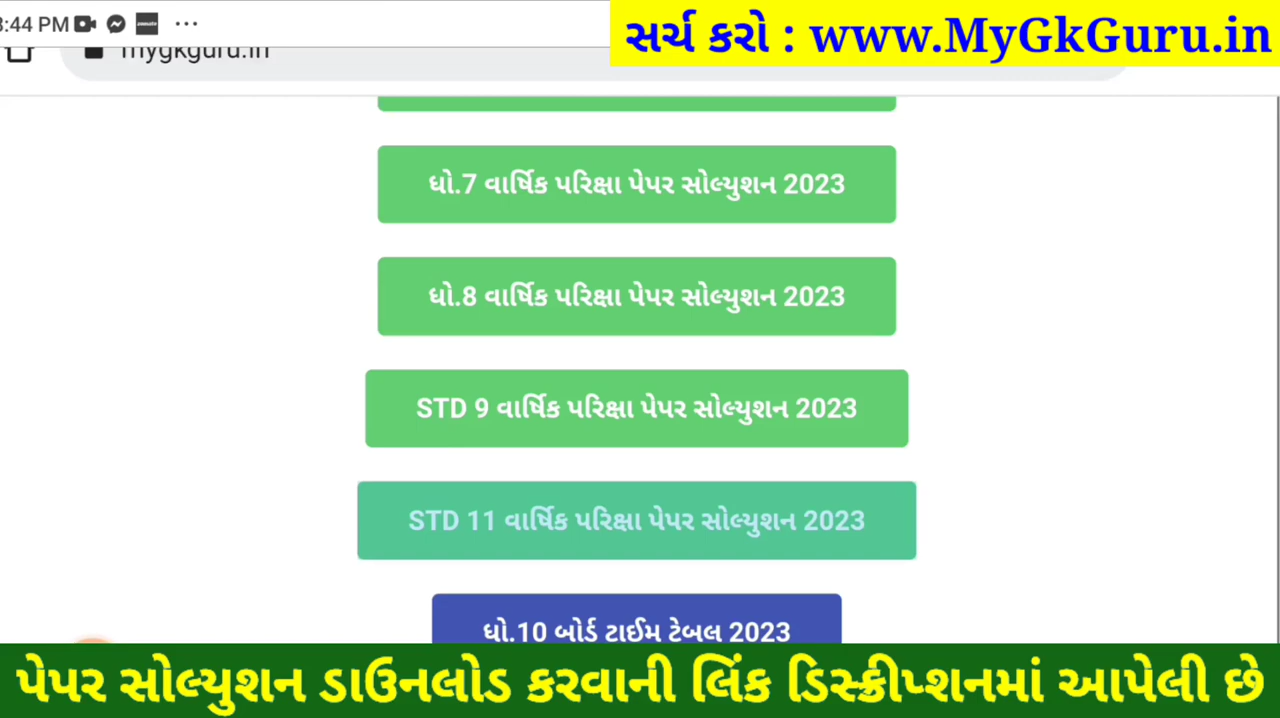 3:44 PM
સર્ચ કરો : www.MyGkGuru.in
mygkguru.in
ધો.7 વાર્ષિક પરિક્ષા પેપર સોલ્યુશન 2023
ધો.8 વાર્ષિક પરિક્ષા પેપર સોલ્યુશન 2023
STD 9 વાર્ષિક પરિક્ષા પેપર સોલ્યુશન 2023
STD 11 વાર્ષિક પરિક્ષા પેપર સોલ્યુશન 2023
ધો.10 બોર્ડ ટાઈમ ટેબલ 2023
પેપર સોલ્યુશન ડાઉનલોડ કરવાની લિંક ડિસ્ક્રીપ્શનમાં આપેલી છે